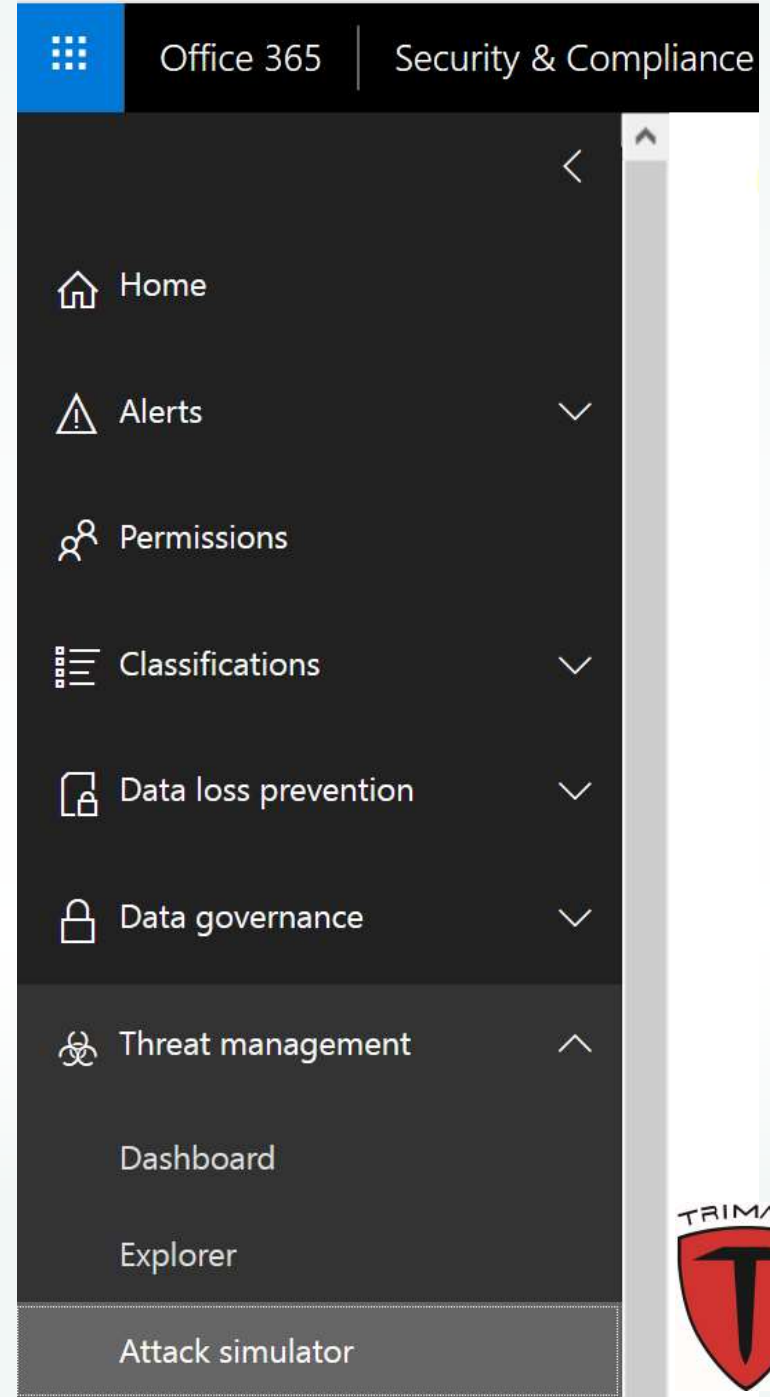 Office 365 | Security & Compliance
Home
Alerts
Permissions
Classifications
Data loss prevention
Data governance
Threat management
Dashboard
Explorer
Attack simulator